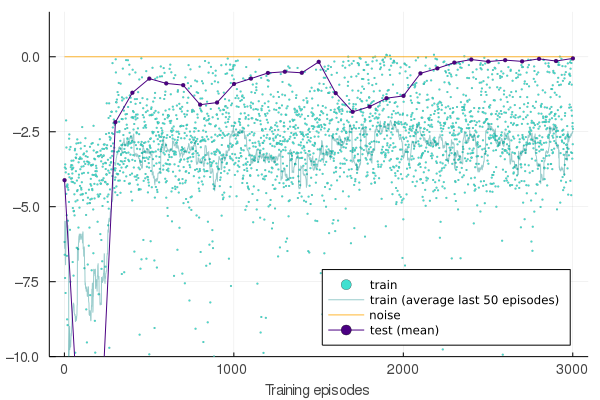 0.0
−2.5
−5.0
−7.5
−10.0
0
1000
2000
3000
Training episodes
train
train (average last 50 episodes)
noise
test (mean)